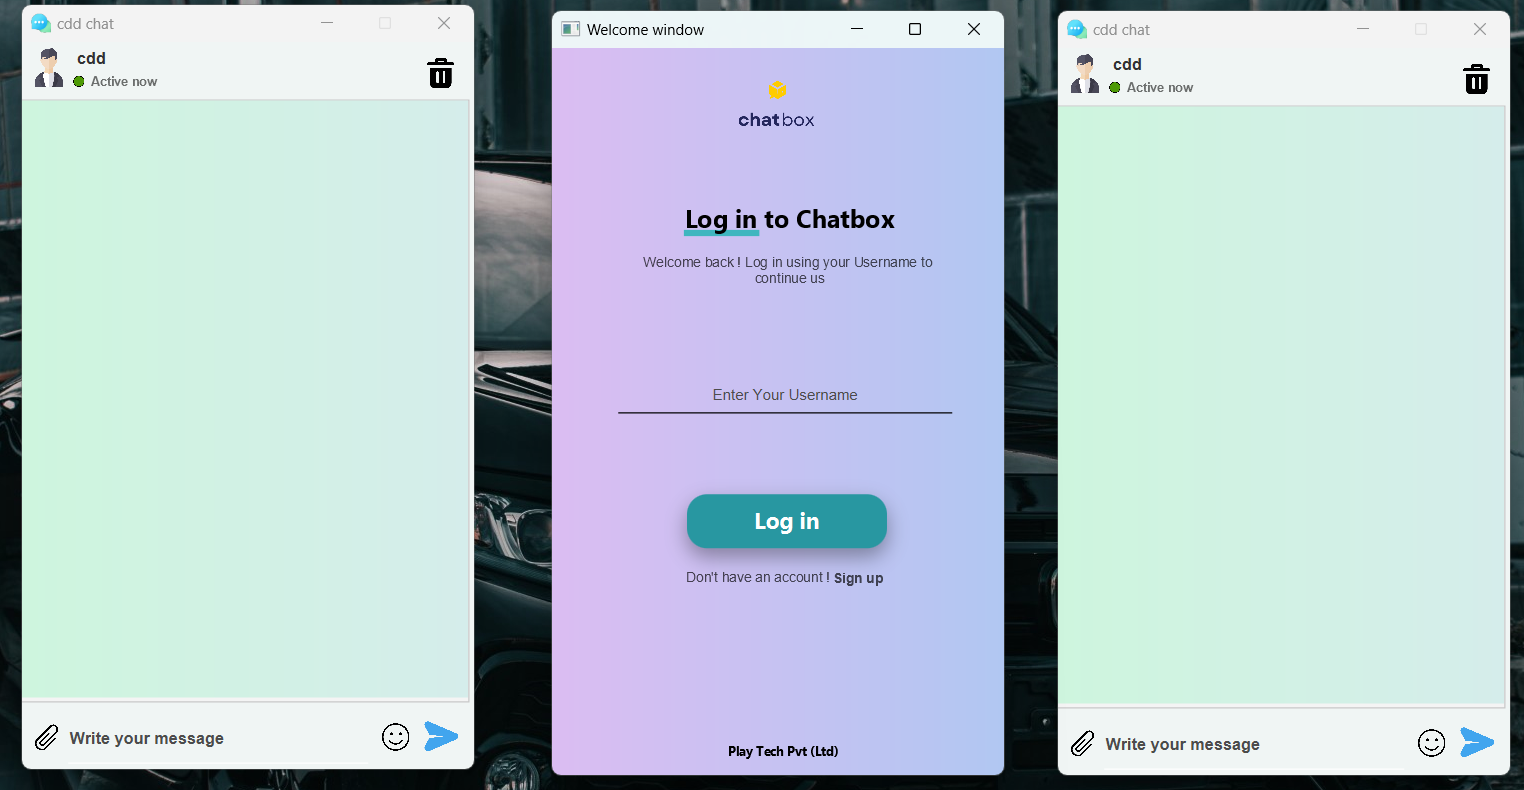 cdd chat
cdd
Active now
Write your message
Welcome window
chatbox
Log in to Chatbox
Welcome back ! Log in using your Username to
continue us
Enter Your Username
Log in
Don't have an account ! Sign up
Play Tech Pvt (Ltd)
cdd chat
cdd
Active now
Write your message